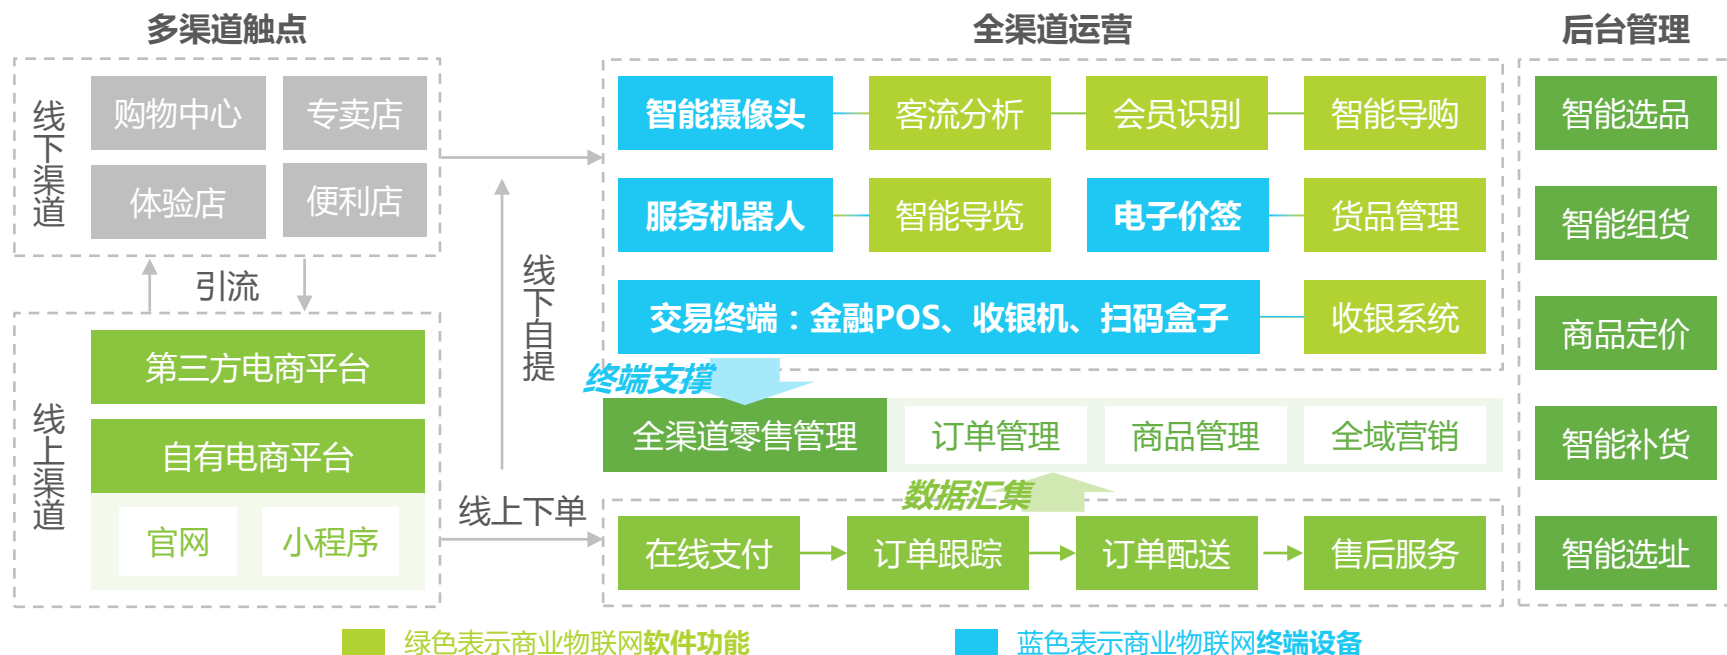 多渠道触点
全渠道运营
后台管理
线下渠道
购物中心
专卖店
体验店
便利店
引流
线上渠道
第三方电商平台
自有电商平台
官网
小程序
线下自提
线上下单
智能摄像头
客流分析
会员识别
智能导购
服务机器人
智能导览
电子价签
货品管理
交易终端：金融POS、收银机、扫码盒子
收银系统
终端支撑
全渠道零售管理
订单管理
商品管理
全域营销
数据汇集
在线支付
订单跟踪
订单配送
售后服务
智能选品
智能组货
商品定价
智能补货
智能选址
绿色表示商业物联网软件功能
蓝色表示商业物联网终端设备